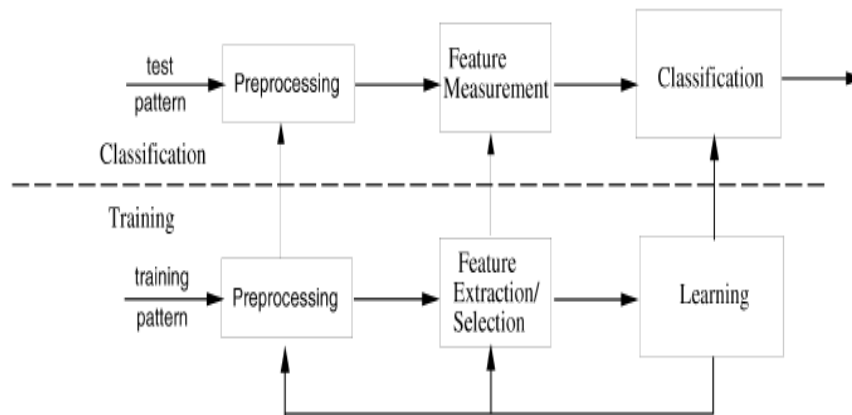 test
pattern
Preprocessing
Feature
Measurement
Classification
Classification
Training
training
pattern
Preprocessing
Feature
Extraction/
Selection
Learning